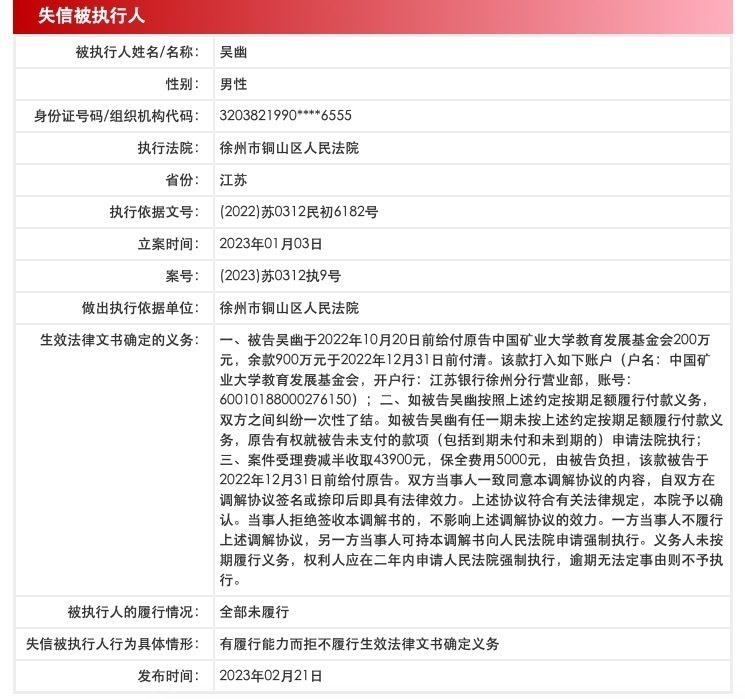 失信被执行人
被执行人姓名/名称： 吴幽
性别： 男性
身份证号码/组织机构代码： 3203821990****6555
执行法院： 徐州市铜山区人民法院
省份： 江苏
执行依据文号： (2022)苏0312民初6182号
立案时间： 2023年01月03日
案号： (2023)苏0312执9号
做出执行依据单位： 徐州市铜山区人民法院
生效法律文书确定的义务： 一、被告吴幽于2022年10月20日前给付原告中国矿业大学教育发展基金会200万
元，余款900万元于2022年12月31日前付清。该款打入如下账户（户名：中国矿
业大学教育发展基金会，开户行：江苏银行徐州分行营业部，账号：
60010188000276150）；二、如被告吴幽按照上述约定按期足额履行付款义务，
双方之间纠纷一次性了结。如被告吴幽有任一期未按上述约定按期足额履行付款义
务，原告有权就被告未支付的款项（包括到期未付和未到期的）申请法院执行；
三、案件受理费减半收取43900元，保全费用5000元，由被告负担，该款被告于
2022年12月31日前给付原告。双方当事人一致同意本调解协议的内容，自双方在
调解协议签名或捺印后即具有法律效力。上述协议符合有关法律规定，本院予以确
认。当事人拒绝签收本调解书的，不影响上述调解协议的效力。一方当事人不履行
上述调解协议，另一方当事人可持本调解书向人民法院申请强制执行。义务人未按
期履行义务，权利人应在二年内申请人民法院强制执行，逾期无法定事由则不予执
行。
被执行人的履行情况： 全部未履行
失信被执行人行为具体情形： 有履行能力而拒不履行生效法律文书确定义务
发布时间： 2023年02月21日